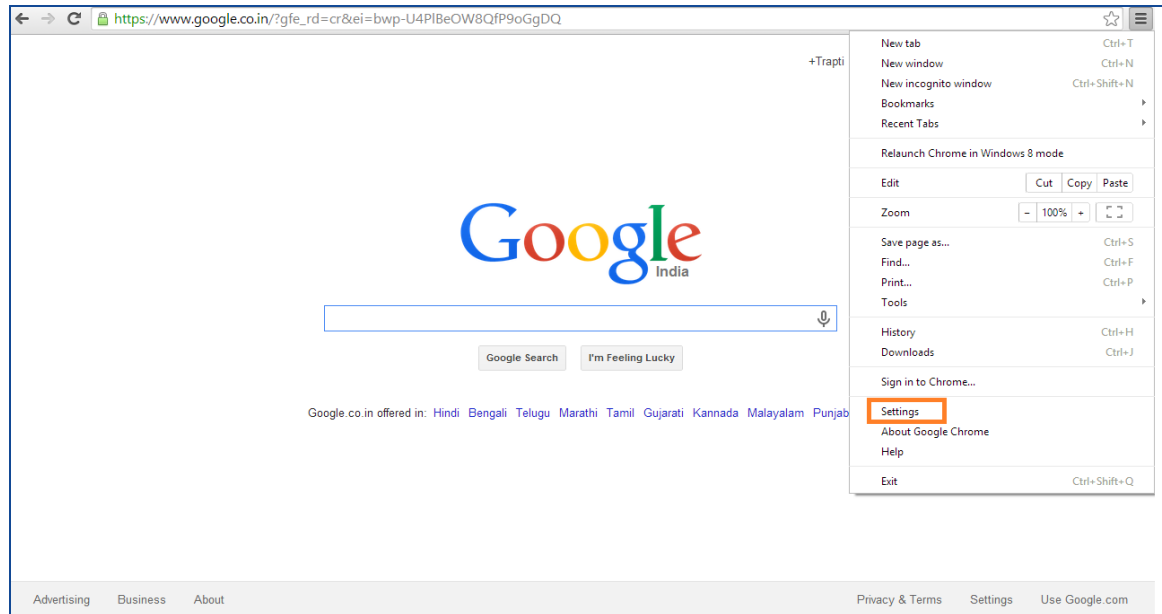 https://www.google.co.in/?gfe_rd=cr&ei=bwp-U4PlBeOW8QfP9oGgDQ
+Trapti
New tab Ctrl+T
New window Ctrl+N
New incognito window Ctrl+Shift+N
Bookmarks
Recent Tabs
Relaunch Chrome in Windows 8 mode
Edit Cut Copy Paste
Zoom - 100% +
Save page as... Ctrl+S
Find... Ctrl+F
Print... Ctrl+P
Tools
History Ctrl+H
Downloads Ctrl+J
Sign in to Chrome...
Settings
About Google Chrome
Help
Exit Ctrl+Shift+Q
Google
India
Google Search I'm Feeling Lucky
Google.co.in offered in: Hindi Bengali Telugu Marathi Tamil Gujarati Kannada Malayalam Punjab
Advertising Business About Privacy & Terms Settings Use Google.com